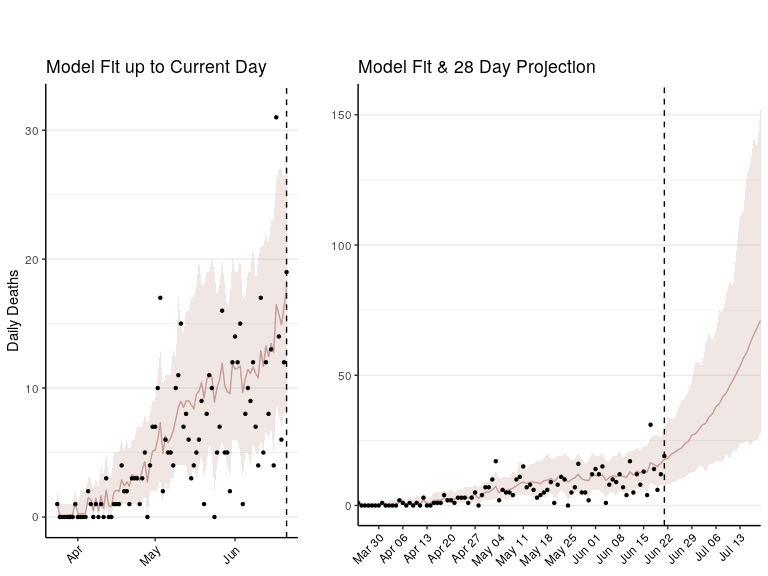 Model Fit up to Current Day
Model Fit & 28 Day Projection
Daily Deaths
30
20
10
0
Apr
May
Jun
150
100
50
0
Mar 30
Apr 06
Apr 13
Apr 20
Apr 27
May 04
May 11
May 18
May 25
Jun 01
Jun 08
Jun 15
Jun 22
Jun 29
Jul 06
Jul 13